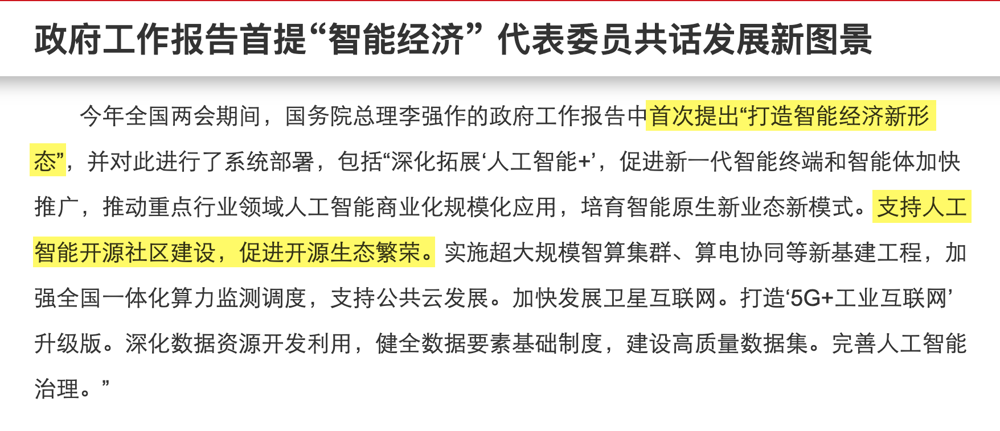 政府工作报告首提“智能经济” 代表委员共话发展新图景
今年全国两会期间，国务院总理李强作的政府工作报告中首次提出“打造智能经济新形
态”，并对此进行了系统部署，包括“深化拓展‘人工智能+’，促进新一代智能终端和智能体加快
推广，推动重点行业领域人工智能商业化规模化应用，培育智能原生新业态新模式。支持人工
智能开源社区建设，促进开源生态繁荣。实施超大规模智算集群、算电协同等新基建工程，加
强全国一体化算力监测调度，支持公共云发展。加快发展卫星互联网。打造‘5G+工业互联网’
升级版。深化数据资源开发利用，健全数据要素基础制度，建设高质量数据集。完善人工智能
治理。”